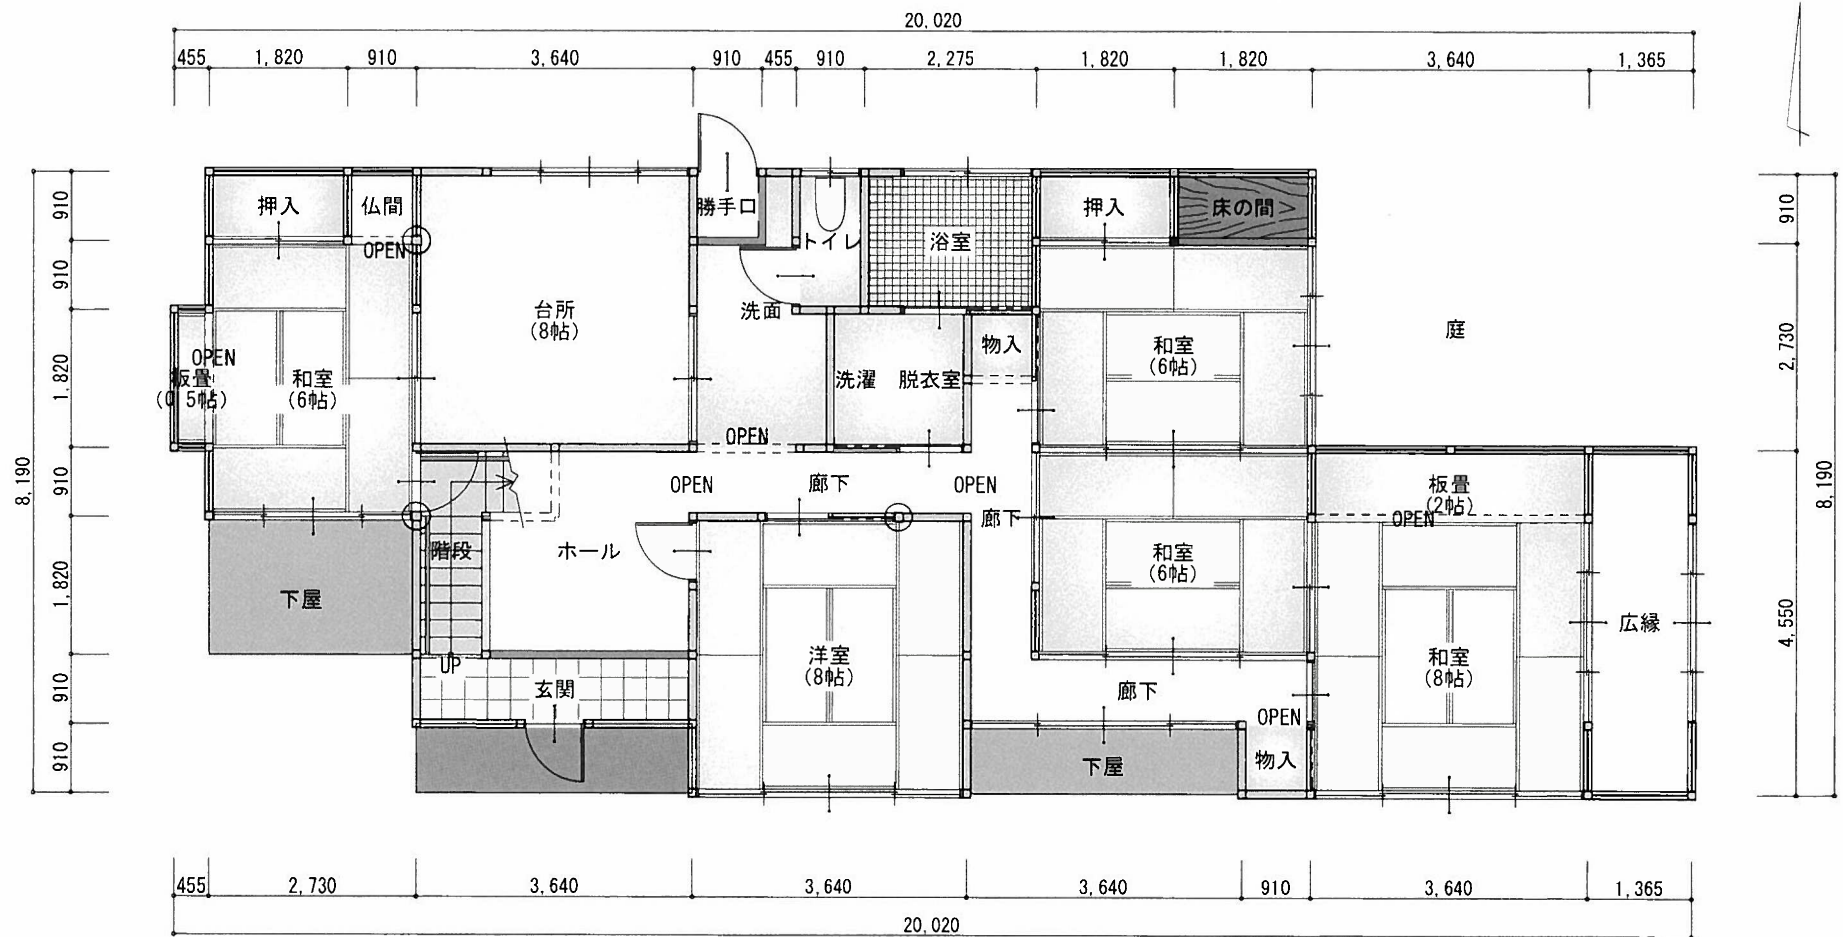 20,020
455 1,820 910 3,640 910 455 910 2,275 1,820 1,820 3,640 1,365
910
910
1,820
910
1,820
910
910
8,190
910
2,730
4,550
8,190
押入
仏間
OPEN
勝手口
トイレ
浴室
押入
床の間
台所
(8帖)
洗面
物入
和室
(6帖)
庭
OPEN
板畳
(0.5帖)
和室
(6帖)
洗濯
脱衣室
OPEN
OPEN
廊下
OPEN
廊下
板畳
(2帖)
OPEN
階段
ホール
和室
(6帖)
下屋
広縁
UP
玄関
洋室
(8帖)
和室
(8帖)
廊下
OPEN
下屋
物入
455 2,730 3,640 3,640 3,640 910 3,640 1,365
20,020